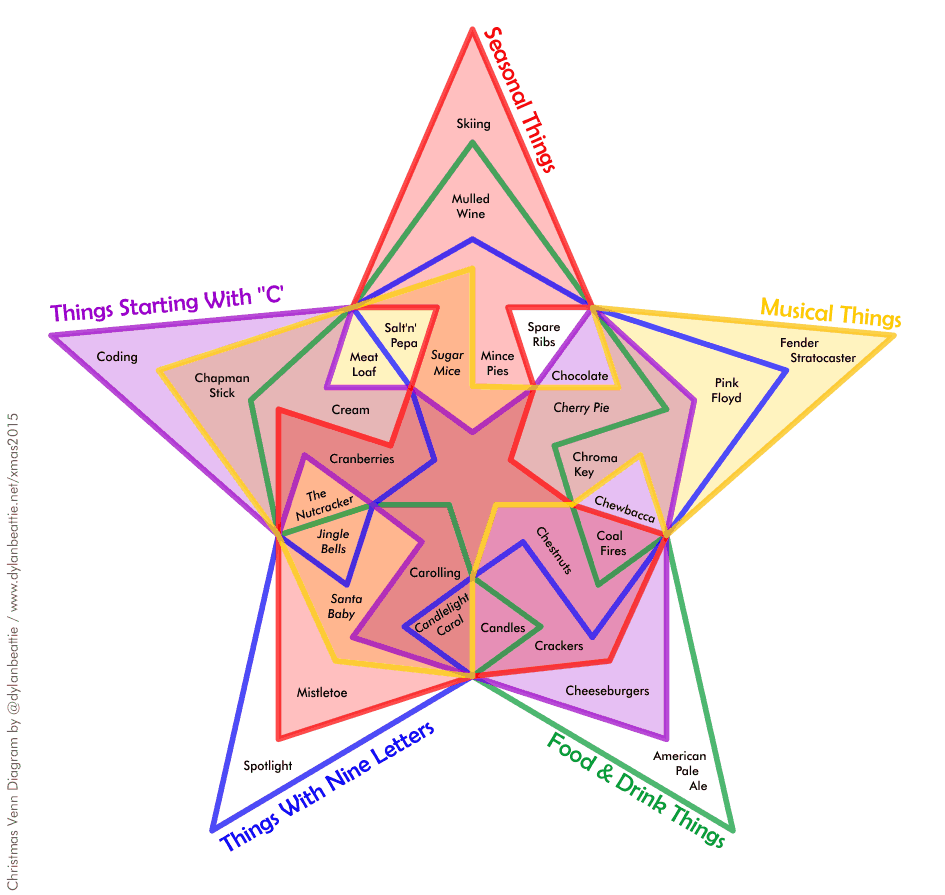 Seasonal Things
Skiing
Mulled
Wine
Things Starting With "C"
Musical Things
Coding
Chapman
Stick
Salt'n'
Pepa
Meat
Loaf
Sugar
Mice
Mince
Pies
Spare
Ribs
Chocolate
Fender
Stratocaster
Pink
Floyd
Cream
Cherry Pie
Cranberries
Chroma
Key
The
Nutcracker
Chewbacca
Jingle
Bells
Coal
Fires
Chestnuts
Carolling
Santa
Baby
Candlelight
Carol
Candles
Crackers
Mistletoe
Cheeseburgers
Spotlight
American
Pale
Ale
Things With Nine Letters
Food & Drink Things
Christmas Venn Diagram by @dylanbeattie / www.dylanbeattie.net/xmas2015